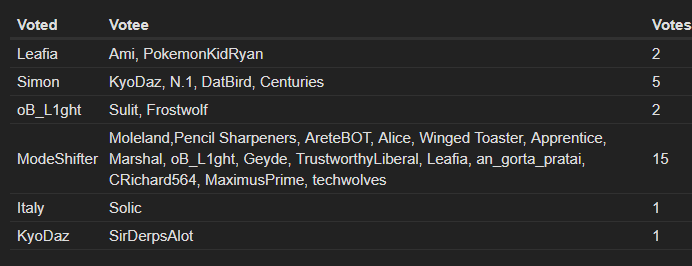 Voted Votee Votes
Leafia Ami, PokemonKidRyan 2
Simon KyoDaz, N.1, DatBird, Centuries 5
oB_L1ght Sulit, Frostwolf 2
Moleland,Pencil Sharpeners, AreteBOT, Alice, Winged Toaster, Apprentice,
ModeShifter Marshal, oB_L1ght, Geyde, TrustworthyLiberal, Leafia, an_gorta_pratai, 15
CRichard564, MaximusPrime, techwolves
Italy Solic 1
KyoDaz SirDerpsAlot 1